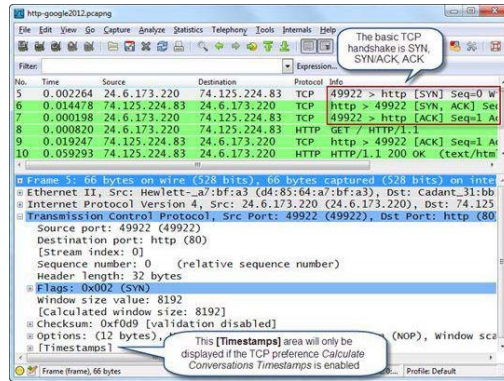 http-google2012.pcapng
File Edit View Go Capture Analyze Statistics Telephony Tools Internals Help
The basic TCP
handshake is SYN,
SYN/ACK, ACK
Filter: Expression...
No. Time Source Destination Protocol Info
5 0.002264 24.6.173.220 74.125.224.83 TCP 49922 > http [SYN] Seq=0 W
6 0.014478 74.125.224.83 24.6.173.220 TCP http > 49922 [SYN, ACK] Se
7 0.000198 24.6.173.220 74.125.224.83 TCP 49922 > http [ACK] Seq=1 A
8 0.000820 24.6.173.220 74.125.224.83 HTTP GET / HTTP/1.1
9 0.019247 74.125.224.83 24.6.173.220 TCP http > 49922 [ACK] Seq=1 A
10 0.059293 74.125.224.83 24.6.173.220 HTTP HTTP/1.1 200 OK (text/htm
Frame 5: 66 bytes on wire (528 bits), 66 bytes captured (528 bits) on inte
Ethernet II, Src: Hewlett-_a7:bf:a3 (d4:85:64:a7:bf:a3), Dst: Cadant_31:bb
Internet Protocol Version 4, Src: 24.6.173.220 (24.6.173.220), Dst: 74.125
Transmission Control Protocol, Src Port: 49922 (49922), Dst Port: http (80)
Source port: 49922 (49922)
Destination port: http (80)
[Stream index: 0]
Sequence number: 0 (relative sequence number)
Header length: 32 bytes
Flags: 0x002 (SYN)
Window size value: 8192
[Calculated window size: 8192]
Checksum: 0xf0d9 [validation disabled]
Options: (12 bytes), (NOP), Window sca
[Timestamps]
This [Timestamps] area will only be
displayed if the TCP preference Calculate
Conversations Timestamps is enabled
Frame (frame), 66 bytes Profile: Default